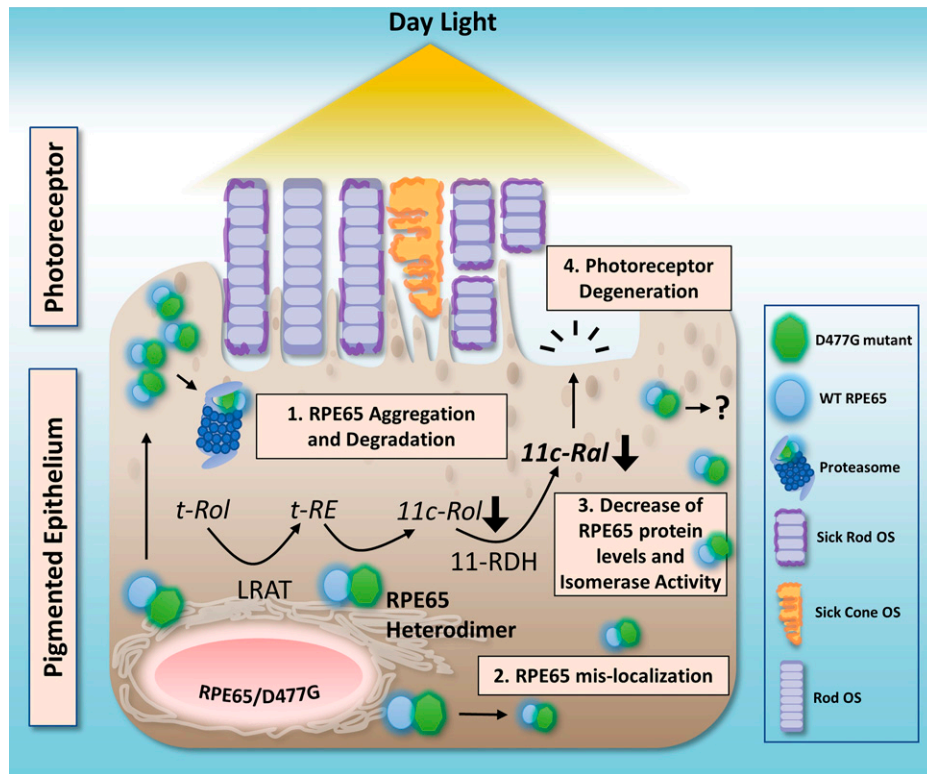 Day Light
Photoreceptor
Pigmented Epithelium
4. Photoreceptor
Degeneration
1. RPE65 Aggregation
and Degradation
?
11c-Ral
t-Rol
t-RE
11c-Rol
3. Decrease of
RPE65 protein
levels and
Isomerase Activity
11-RDH
LRAT
RPE65
Heterodimer
2. RPE65 mis-localization
RPE65/D477G
D477G mutant
WT RPE65
Proteasome
Sick Rod OS
Sick Cone OS
Rod OS